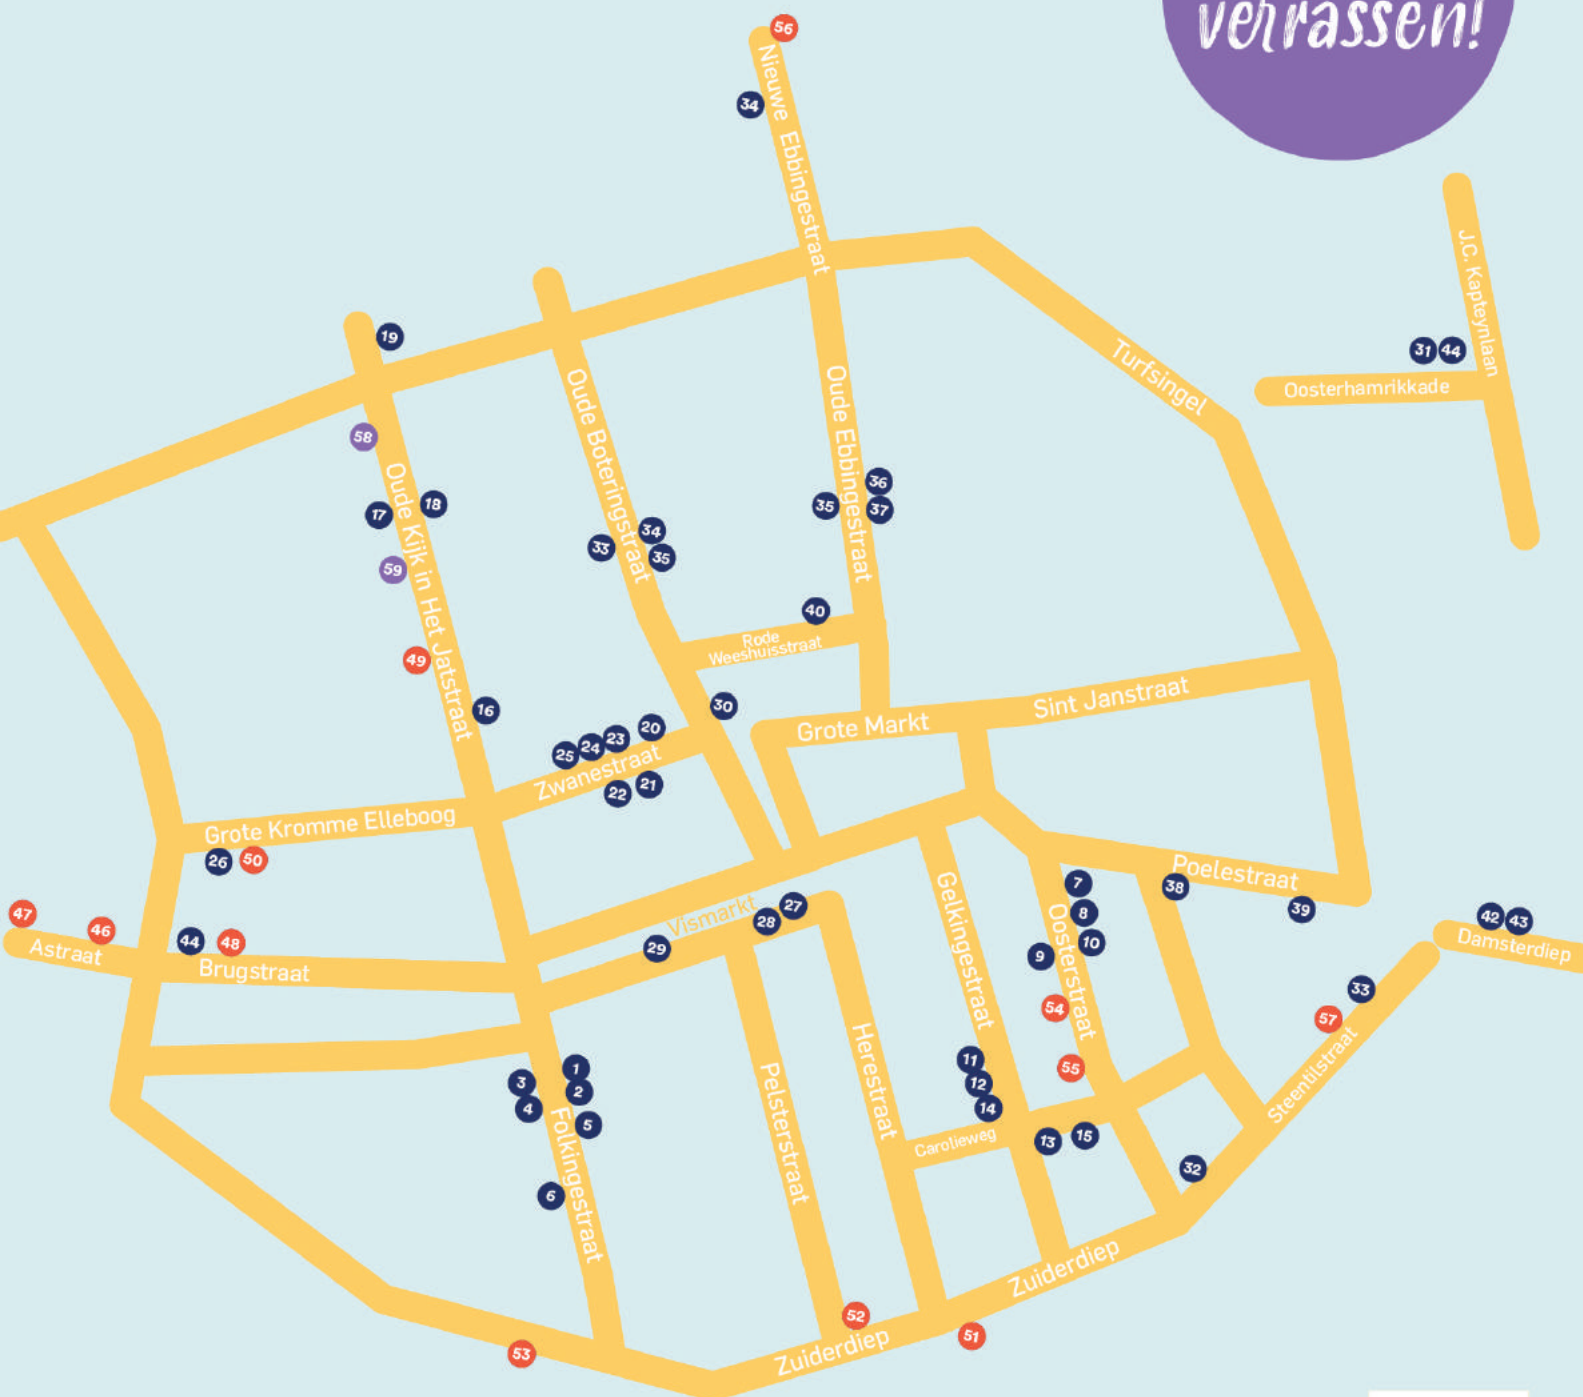 verrassen!
56
Nieuwe Ebbingestraat
34
J.C. Kapteynlaan
19
Turfsingel
31 44
Oosterhamrikkade
58
Oude Boteringstraat
Oude Ebbingestraat
Oude Kijk in Het Jatstraat
17
18
36
35
37
33
34
35
59
40
Rode
Weeshuisstraat
49
16
30
Grote Markt
Sint Janstraat
25 24 23 20
Zwanestraat
22 21
Grote Kromme Elleboog
26 50
Poelestraat
38
39
7
8
10
9
Gelkingestraat
Oosterstraat
54
55
47
46
Astraat
44 48
Brugstraat
Vismarkt
27
28
29
42 43
Damsterdiep
33
57
Steentilstraat
1
2
3
4
5
6
Folkingestraat
Pelsterstraat
Herestraat
11
12
14
Carolieweg
13 15
32
Zuiderdiep
52
51
Zuiderdiep
53